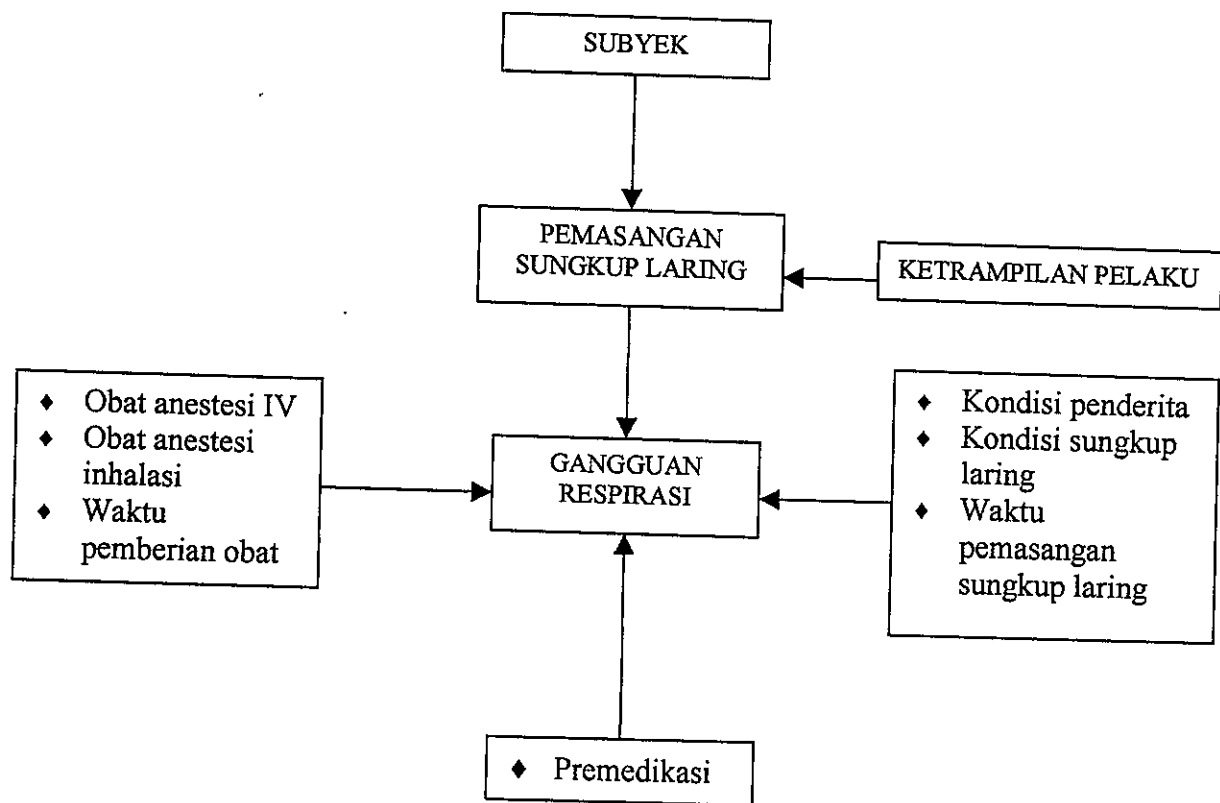 SUBYEK
PEMASANGAN
SUNGKUP LARING
KETRAMPILAN PELAKU
♦ Obat anestesi IV
♦ Obat anestesi
inhalasi
♦ Waktu
pemberian obat
GANGGUAN
RESPIRASI
♦ Kondisi penderita
♦ Kondisi sungkup
laring
♦ Waktu
pemasangan
sungkup laring
♦ Premedikasi